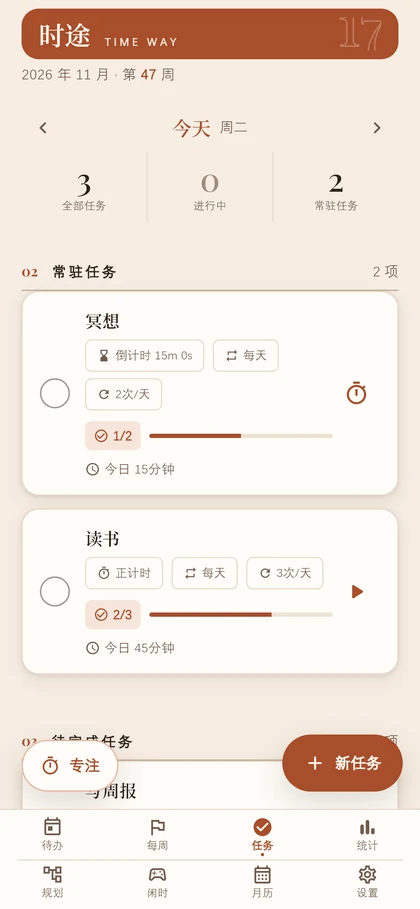 时途 TIME WAY 17
2026 年 11 月 · 第 47 周
今天 周二
3 0 2
全部任务 进行中 常驻任务
02 常驻任务 2 项
冥想
倒计时 15m 0s 每天
2次/天
1/2
今日 15分钟
读书
正计时 每天 3次/天
2/3
今日 45分钟
03 待完成任务 项
专注 + 新任务
写周报
待办 每周 任务 统计
规划 闲时 月历 设置